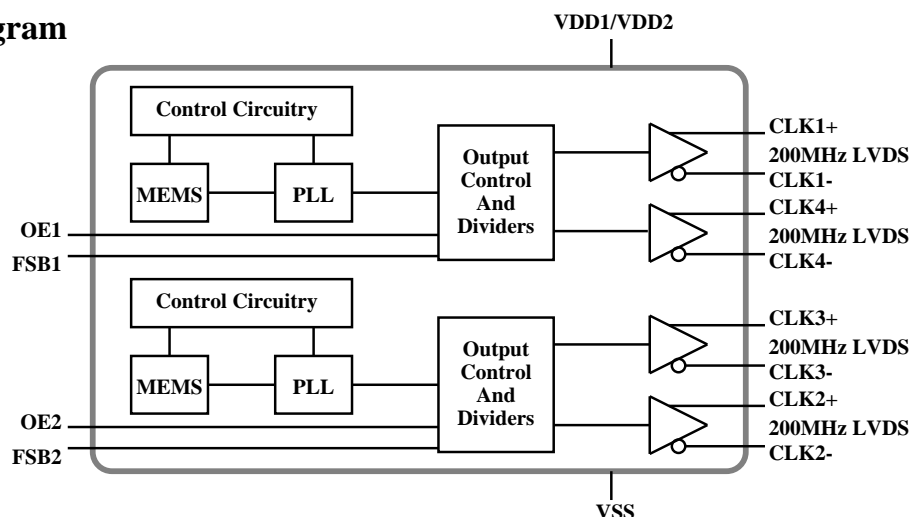 gram
VDD1/VDD2
Control Circuitry
MEMS
PLL
Output
Control
And
Dividers
CLK1+
200MHz LVDS
CLK1-
CLK4+
200MHz LVDS
CLK4-
OE1
FSB1
Control Circuitry
MEMS
PLL
Output
Control
And
Dividers
CLK3+
200MHz LVDS
CLK3-
CLK2+
200MHz LVDS
CLK2-
OE2
FSB2
VSS